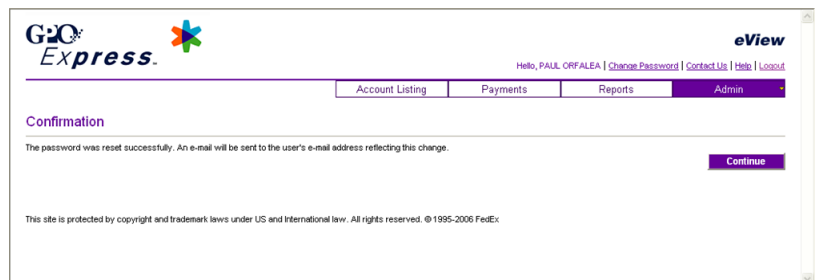 GPO
Express.
eView
Hello, PAUL ORFALEA | Change Password | Contact Us | Help | Logout
Account Listing Payments Reports Admin
Confirmation
The password was reset successfully. An e-mail will be sent to the user's e-mail address reflecting this change.
Continue
This site is protected by copyright and trademark laws under US and International law. All rights reserved. © 1995-2006 FedEx